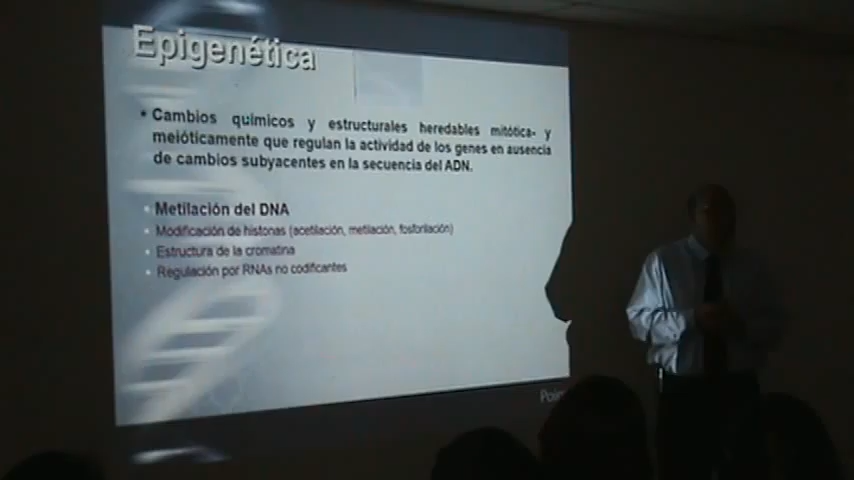 Epigenética
• Cambios químicos y estructurales heredables mitótica- y
meióticamente que regulan la actividad de los genes en ausencia
de cambios subyacentes en la secuencia del ADN.
• Metilación del DNA
• Modificación de histonas (acetilación, metilación, fosforilación)
• Estructura de la cromatina
• Regulación por RNAs no codificantes